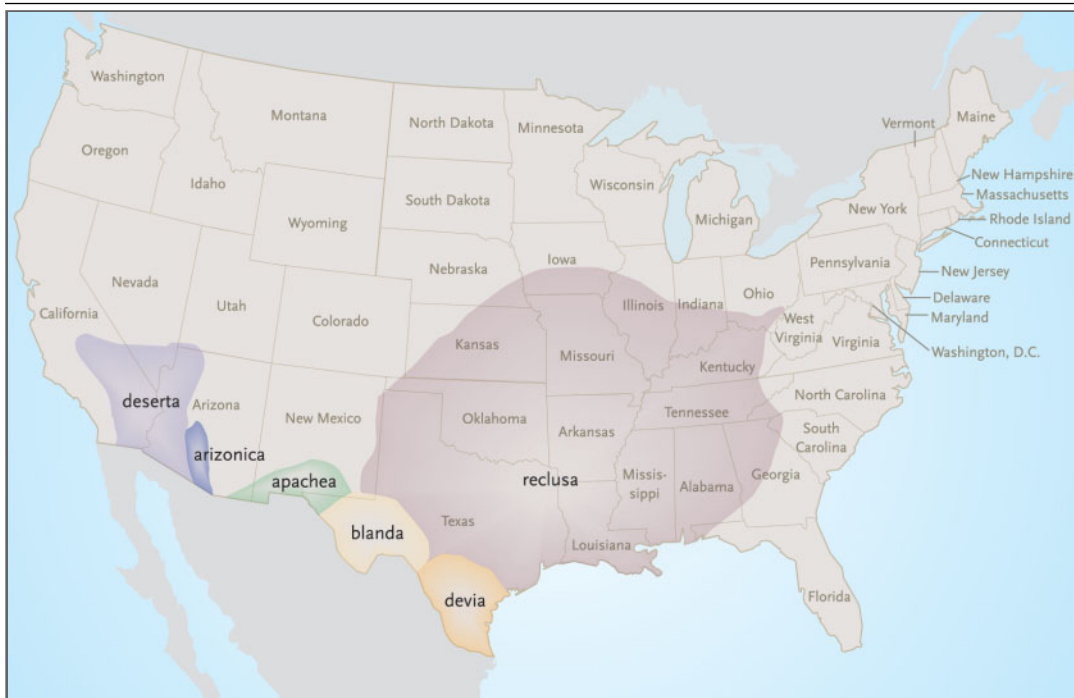 Washington
Montana
North Dakota
Minnesota
Vermont
Maine
Oregon
Idaho
Wisconsin
New Hampshire
South Dakota
Massachusetts
Wyoming
Michigan
New York
Rhode Island
Connecticut
Nebraska
Iowa
Pennsylvania
New Jersey
Nevada
Utah
Illinois
Indiana
Ohio
Delaware
California
Colorado
Maryland
West
Virginia
Virginia
Kansas
Missouri
Washington, D.C.
Kentucky
deserta
Arizona
New Mexico
Oklahoma
Tennessee
North Carolina
Arkansas
South
Carolina
arizonica
apachea
reclusa
Missis-
sippi
Alabama
Georgia
Texas
blanda
Louisiana
devia
Florida